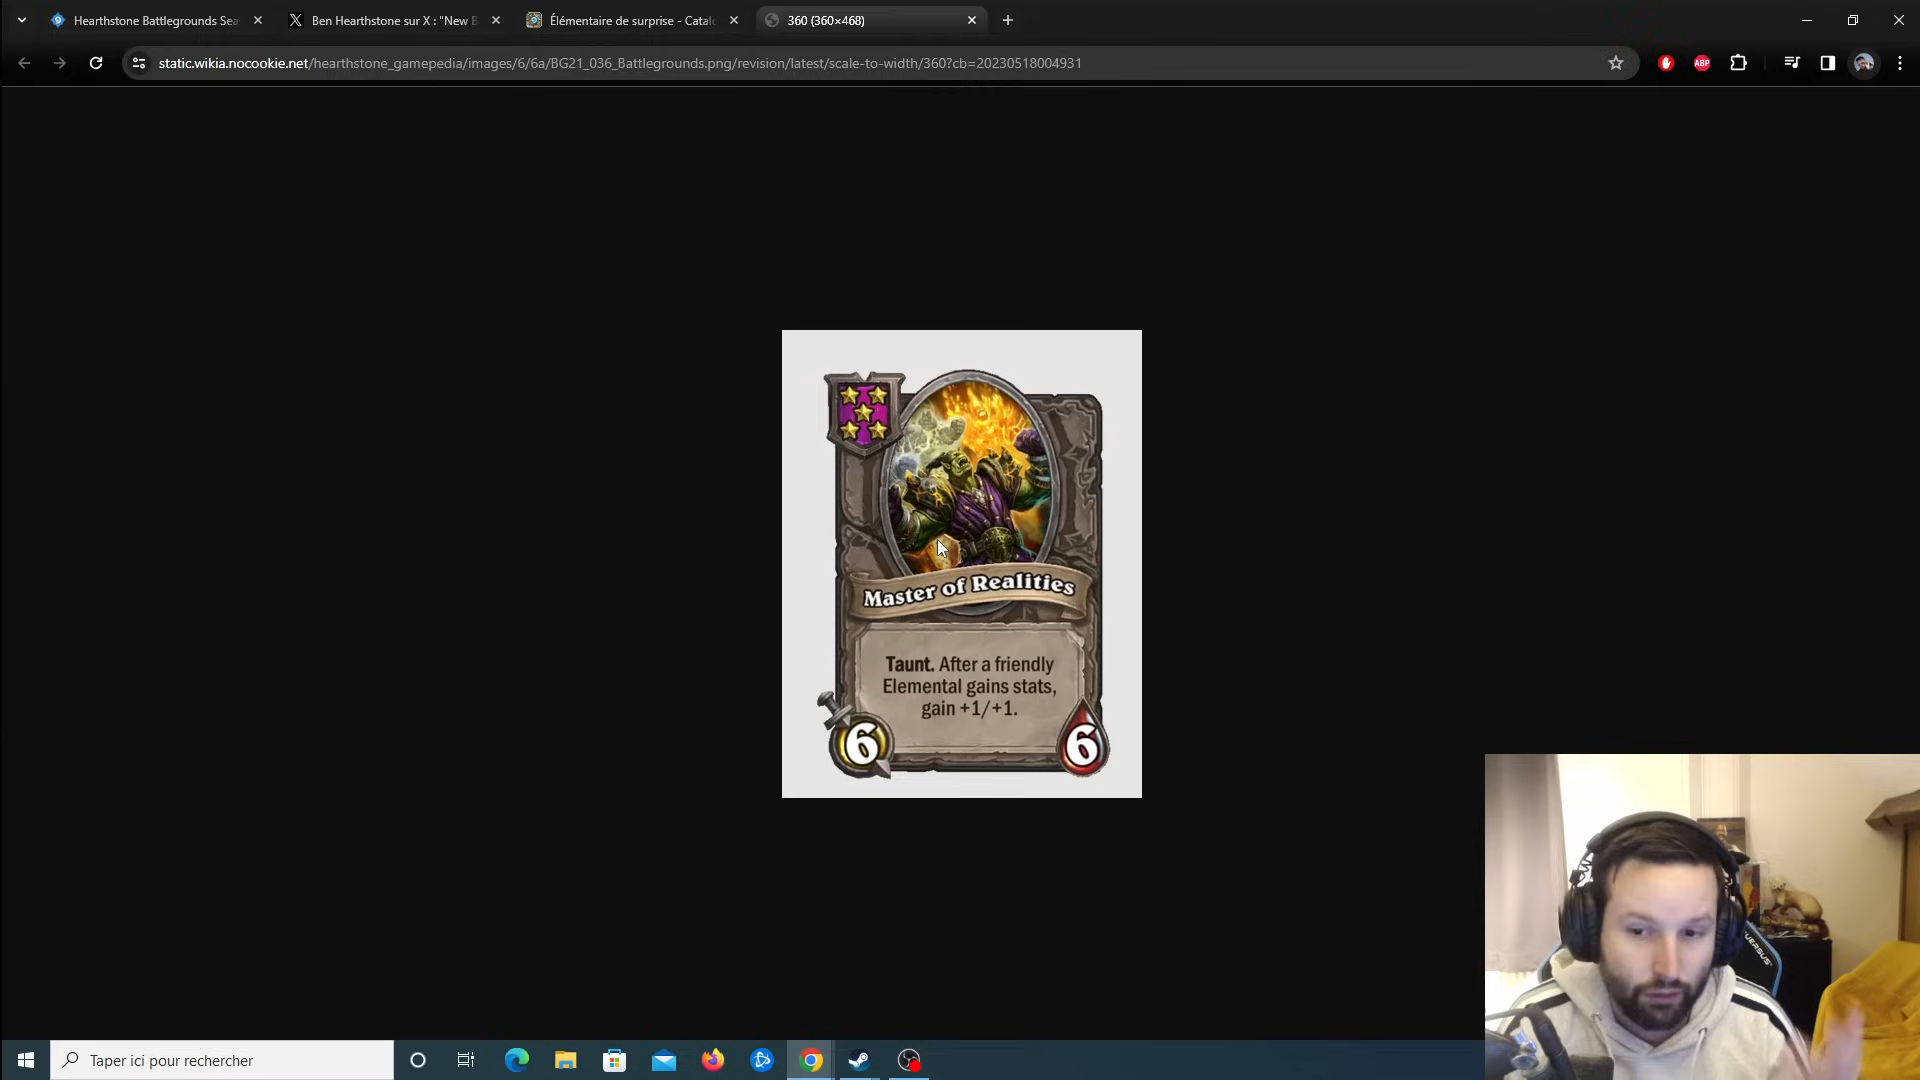 Hearthstone Battlegrounds Sea
Ben Hearthstone sur X : "New B
Élémentaire de surprise - Catal
360 (360×468)
static.wikia.nocookie.net/hearthstone_gamepedia/images/6/6a/BG21_036_Battlegrounds.png/revision/latest/scale-to-width/360?cb=20230518004931
ABP
Master of Realities
Taunt. After a friendly
Elemental gains stats,
gain +1/+1.
6
6
VERSUS
Taper ici pour rechercher